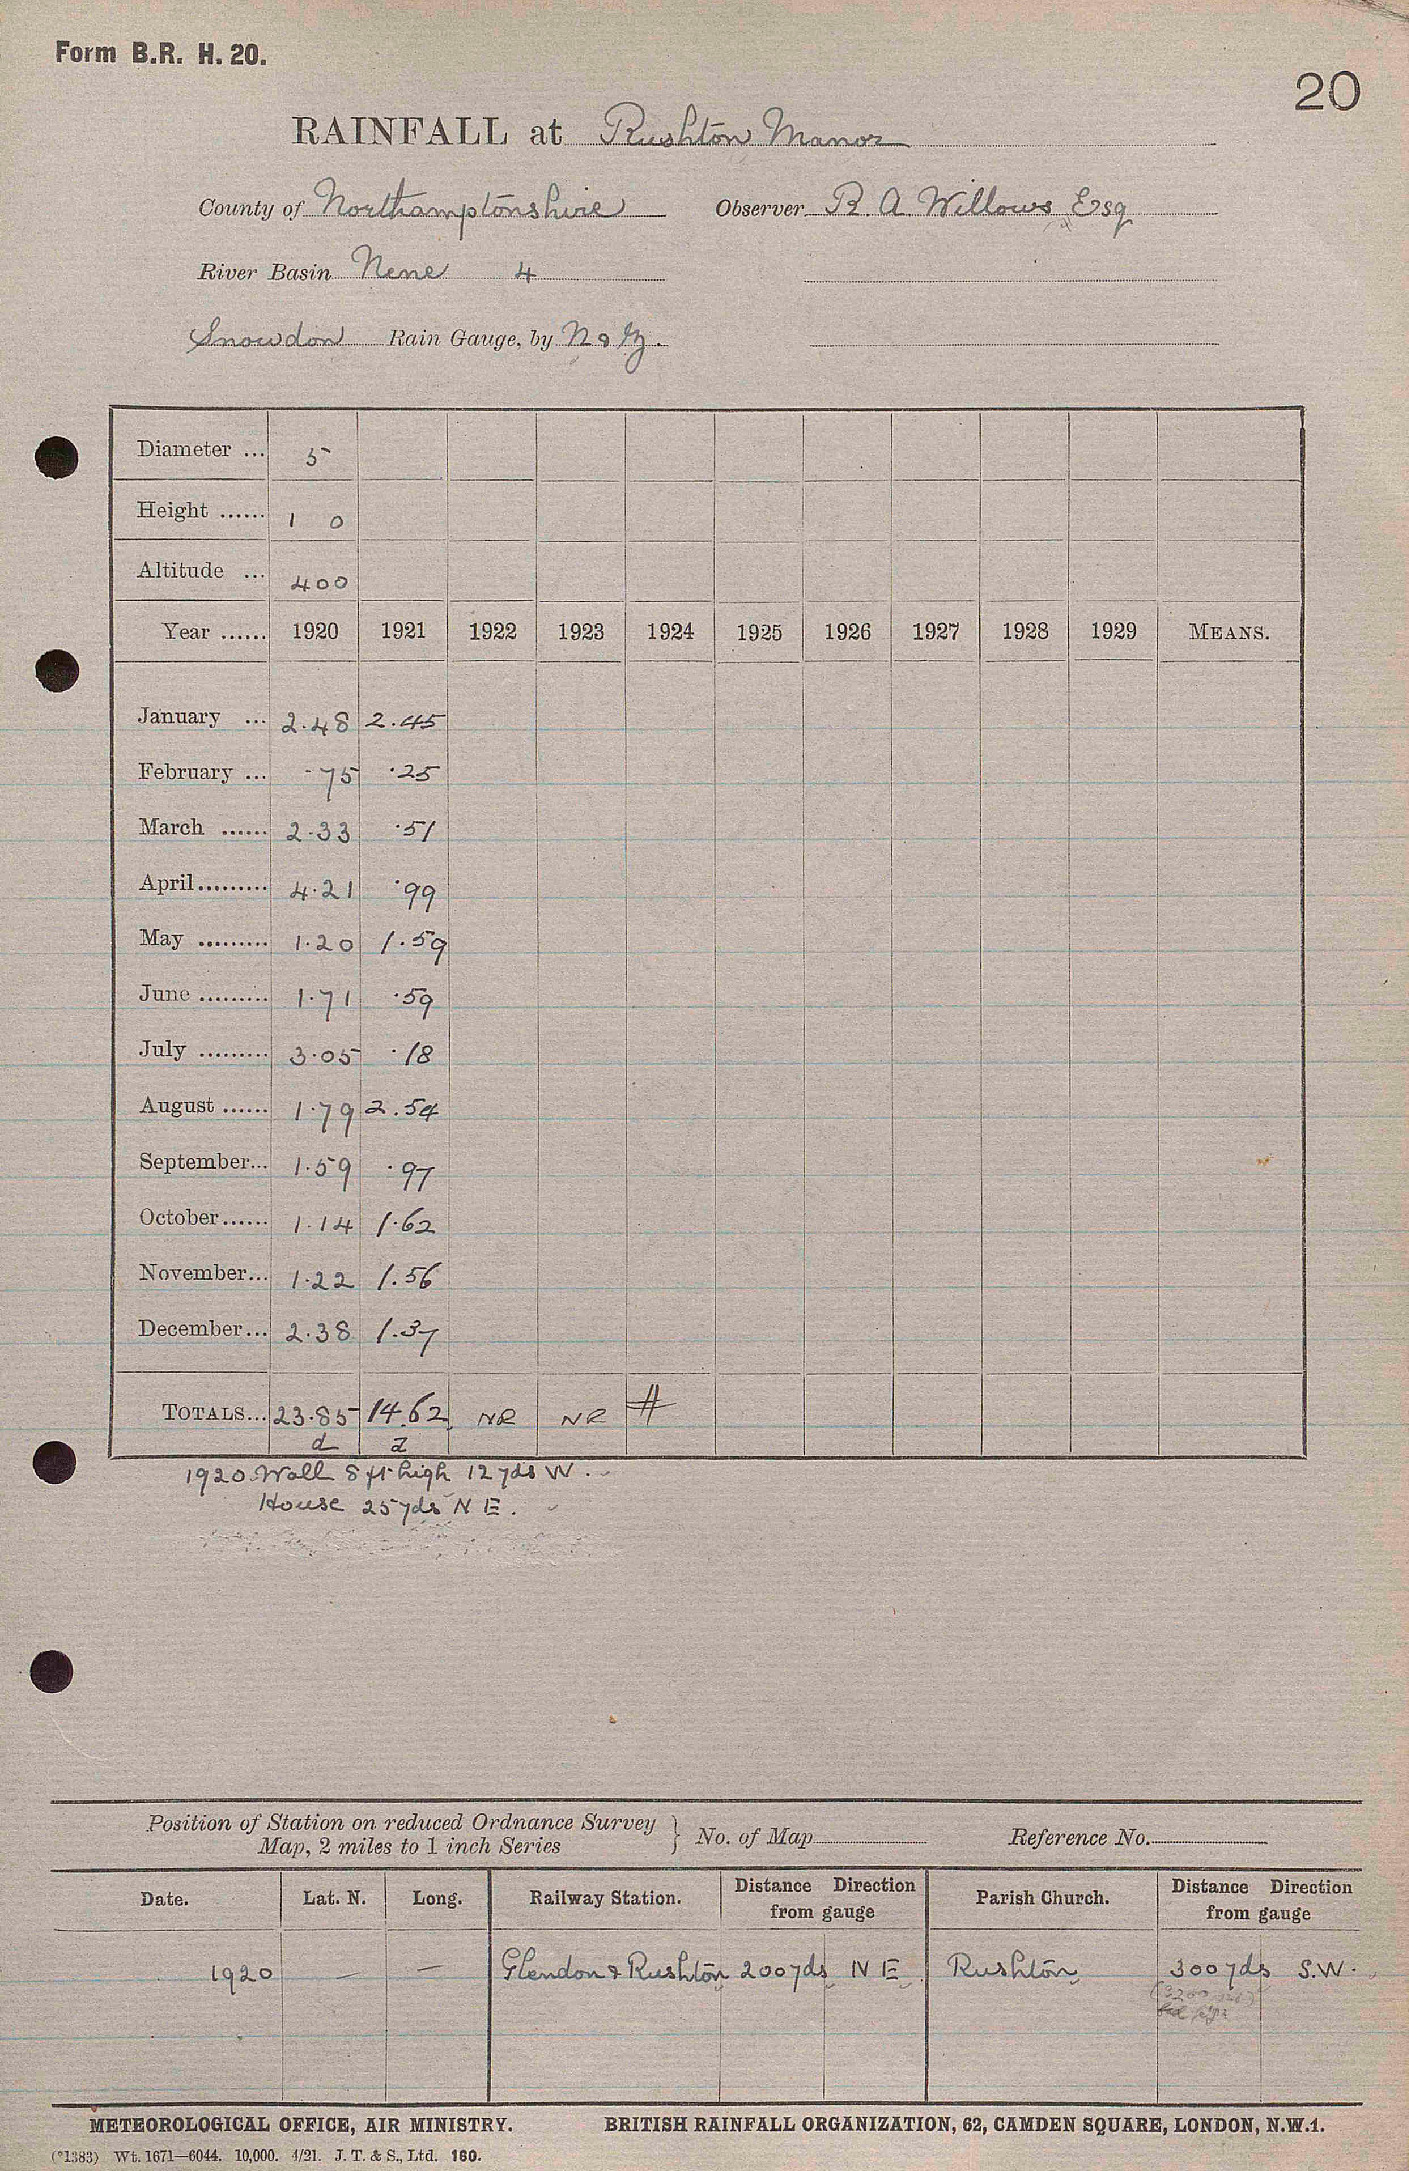 Form B.R. H. 20.
20
RAINFALL at Rushton Manor
County of Northamptonshire Observer R. A. Willows Esq
River Basin Nene 4
Snowdon Rain Gauge, by N & Z.
Diameter ... 5
Height ...... 1 0
Altitude ... 400
Year ...... 1920 1921 1922 1923 1924 1925 1926 1927 1928 1929 MEANS.
January ... 2.48 2.45
February ... .75 .25
March ...... 2.33 .51
April ......... 4.21 .99
May ......... 1.20 1.59
June ......... 1.71 .59
July ......... 3.05 .18
August ...... 1.79 2.54
September... 1.59 .97
October...... 1.14 1.62
November... 1.22 1.56
December... 2.38 1.37
TOTALS... 23.85 14.62 NR NR #
d 2
1920 Wall 8 ft high 12 yds W.
House 25 yds N E.
Position of Station on reduced Ordnance Survey
Map, 2 miles to 1 inch Series } No. of Map Reference No.
Date. Lat. N. Long. Railway Station. Distance Direction from gauge Parish Church. Distance Direction from gauge
1920 — — Glendon & Rushton 200 yds N E. Rushton 300 yds S.W.
METEOROLOGICAL OFFICE, AIR MINISTRY. BRITISH RAINFALL ORGANIZATION, 62, CAMDEN SQUARE, LONDON, N.W.1.
(*1383) Wt. 1671—6044. 10,000. 4/21. J. T. & S., Ltd. 160.